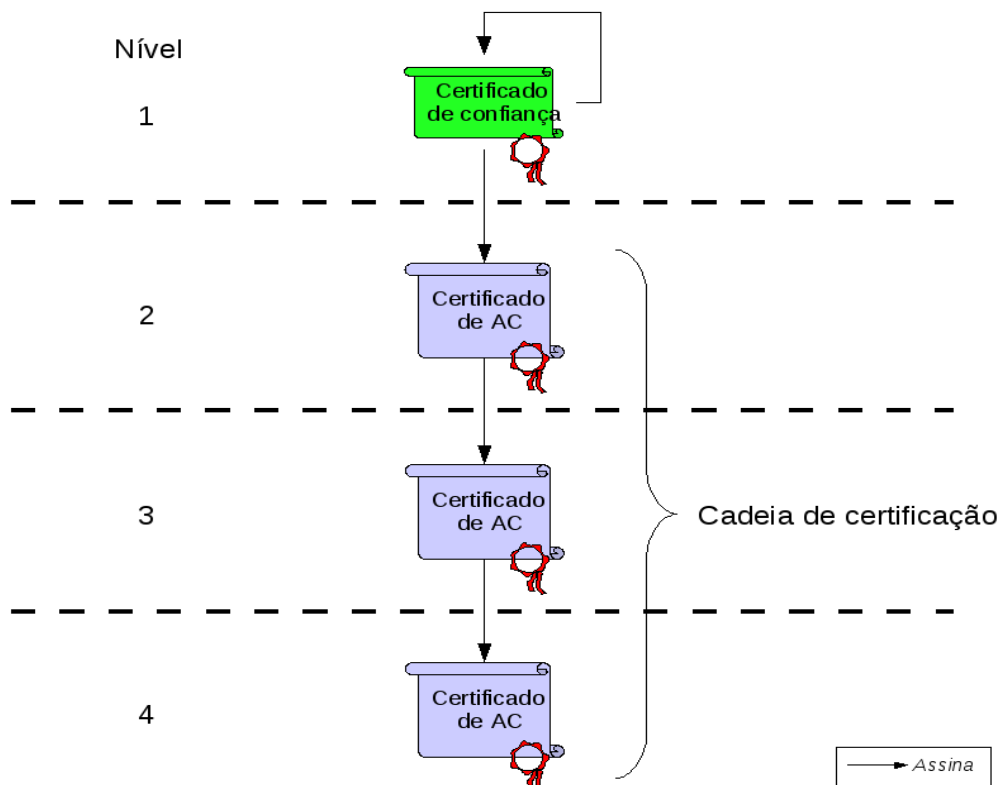 Nível
Certificado
de confiança
1
Certificado
de AC
2
Certificado
de AC
3
Cadeia de certificação
Certificado
de AC
4
Assina